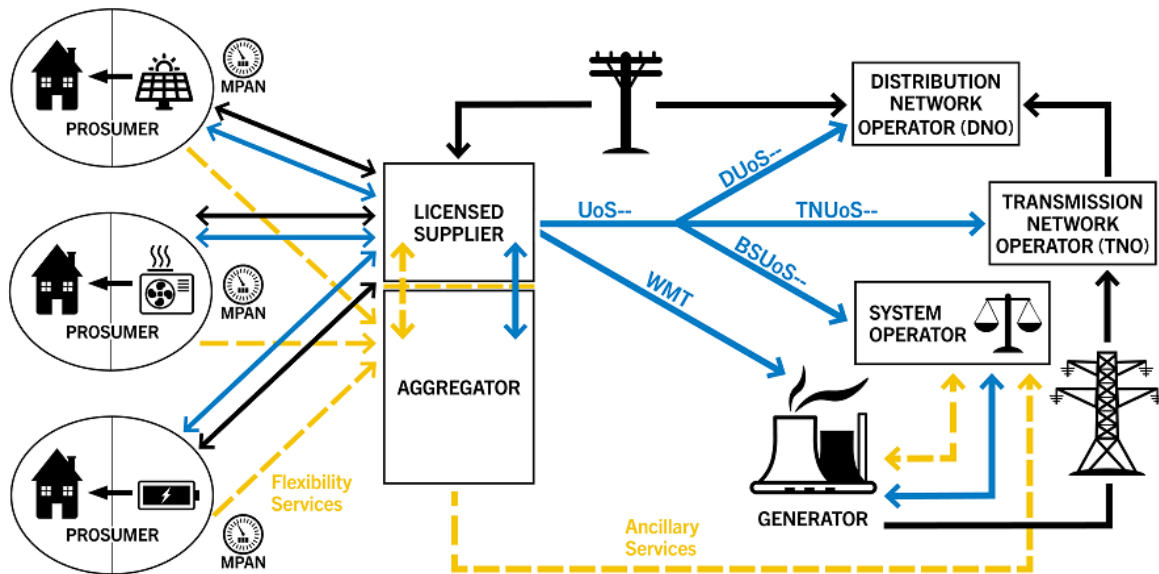 MPAN
PROSUMER
MPAN
PROSUMER
MPAN
PROSUMER
Flexibility
Services
LICENSED
SUPPLIER
AGGREGATOR
UoS--
DUoS--
TNUoS--
BSUoS--
WMT
DISTRIBUTION
NETWORK
OPERATOR (DNO)
TRANSMISSION
NETWORK
OPERATOR (TNO)
SYSTEM
OPERATOR
GENERATOR
Ancillary
Services